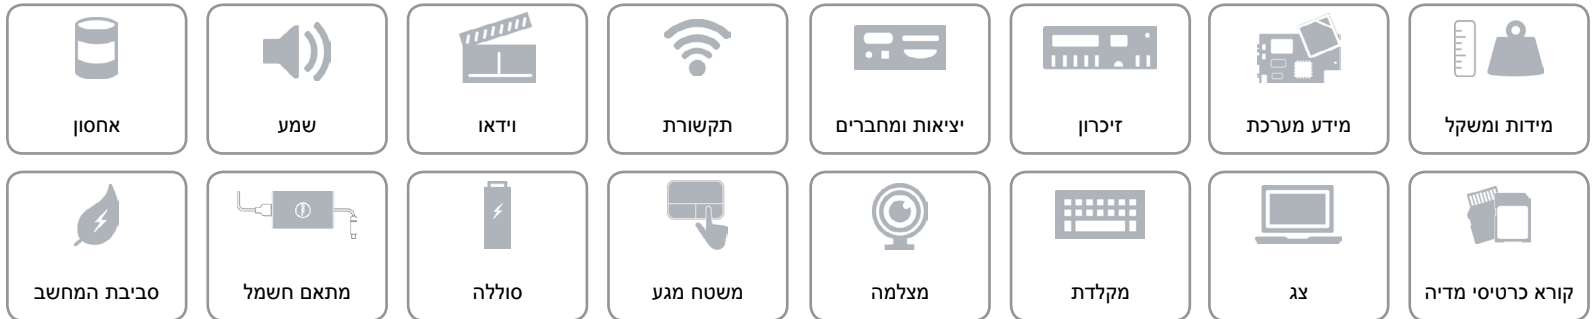 מידות ומשקל
מידע מערכת
זיכרון
יציאות ומחברים
תקשורת
וידאו
שמע
אחסון
קורא כרטיסי מדיה
צג
מקלדת
מצלמה
משטח מגע
סוללה
מתאם חשמל
סביבת המחשב